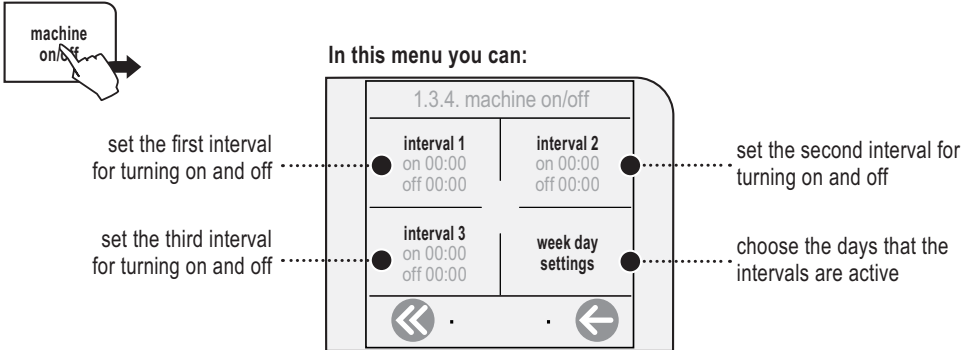 machine
on/off
In this menu you can:
1.3.4. machine on/off
set the first interval
for turning on and off
interval 1
on 00:00
off 00:00
interval 2
on 00:00
off 00:00
set the second interval for
turning on and off
set the third interval
for turning on and off
interval 3
on 00:00
off 00:00
week day
settings
choose the days that the
intervals are active